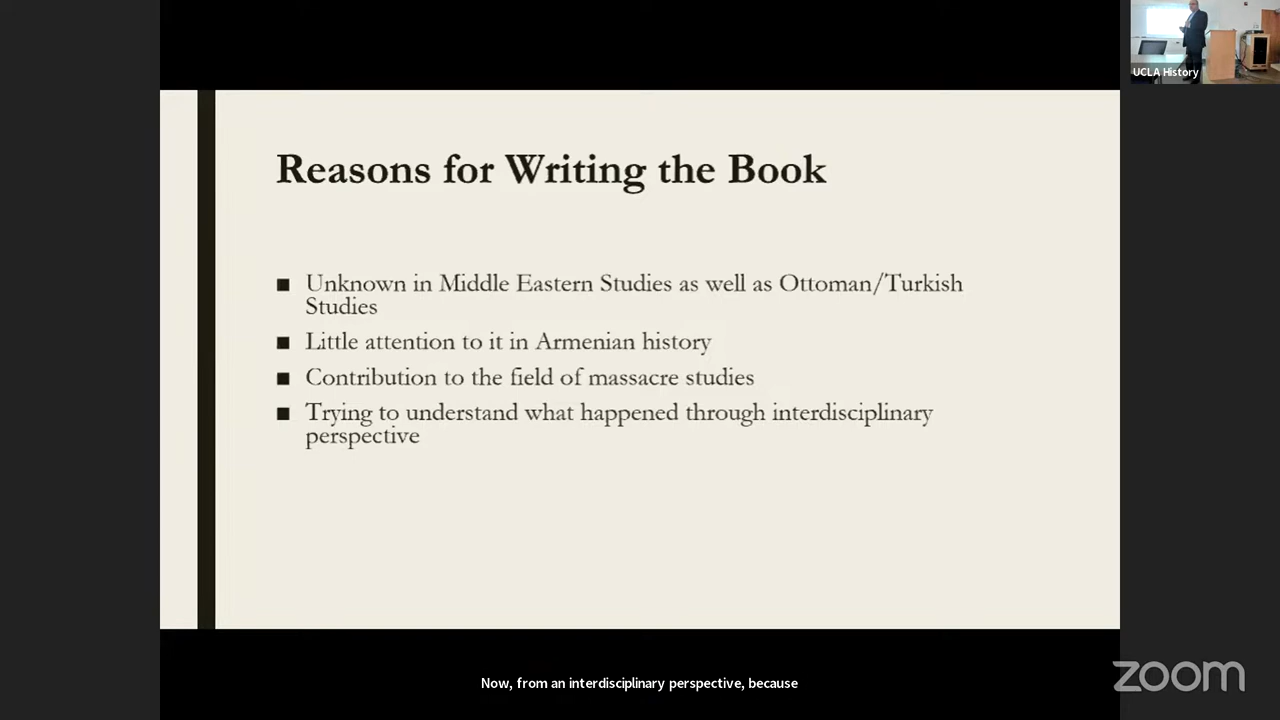 UCLA History
Reasons for Writing the Book
■ Unknown in Middle Eastern Studies as well as Ottoman/Turkish
Studies
■ Little attention to it in Armenian history
■ Contribution to the field of massacre studies
■ Trying to understand what happened through interdisciplinary
perspective
Now, from an interdisciplinary perspective, because
zoom